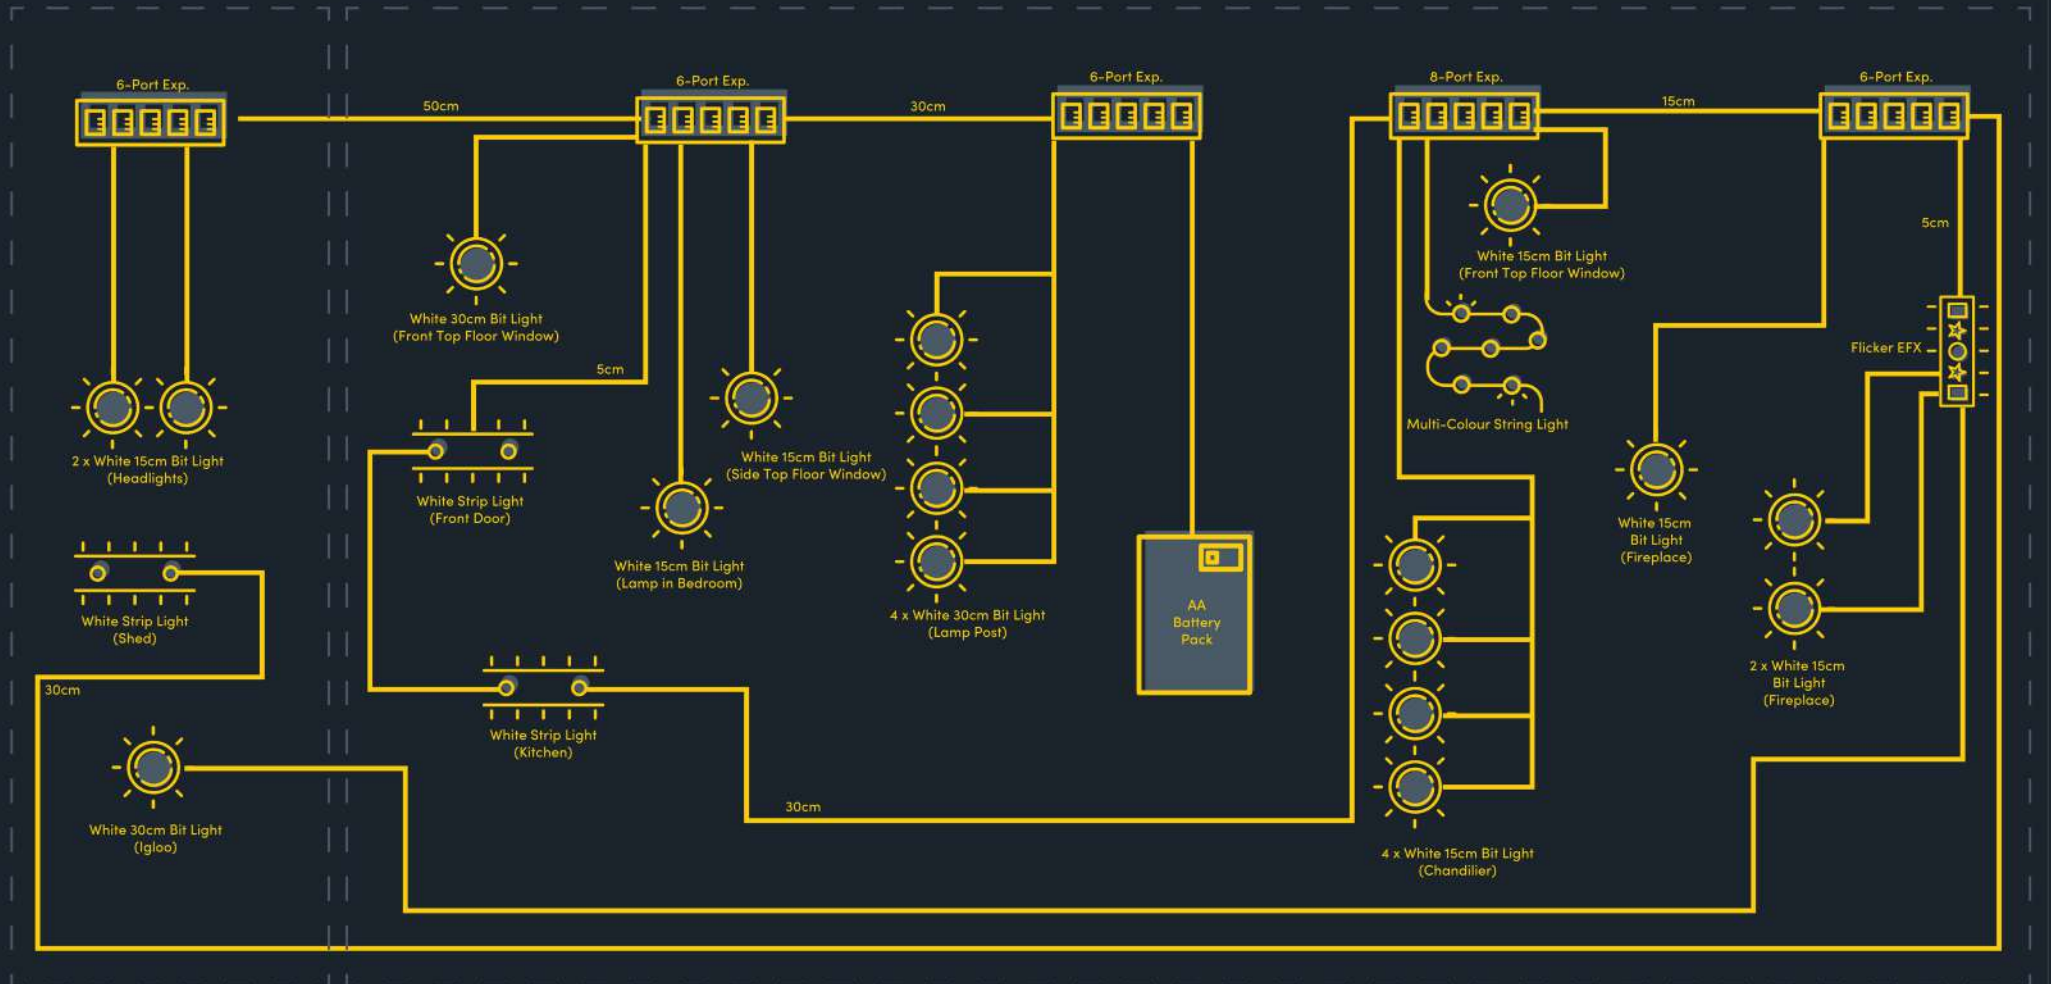 6-Port Exp.
6-Port Exp.
6-Port Exp.
8-Port Exp.
6-Port Exp.
50cm
30cm
15cm
5cm
White 15cm Bit Light
(Front Top Floor Window)
White 30cm Bit Light
(Front Top Floor Window)
Flicker EFX
5cm
Multi-Colour String Light
2 x White 15cm Bit Light
(Headlights)
White 15cm Bit Light
(Side Top Floor Window)
White Strip Light
(Front Door)
White 15cm
Bit Light
(Fireplace)
White 15cm Bit Light
(Lamp in Bedroom)
AA
Battery
Pack
4 x White 30cm Bit Light
(Lamp Post)
White Strip Light
(Shed)
2 x White 15cm
Bit Light
(Fireplace)
30cm
White Strip Light
(Kitchen)
30cm
White 30cm Bit Light
(Igloo)
4 x White 15cm Bit Light
(Chandilier)